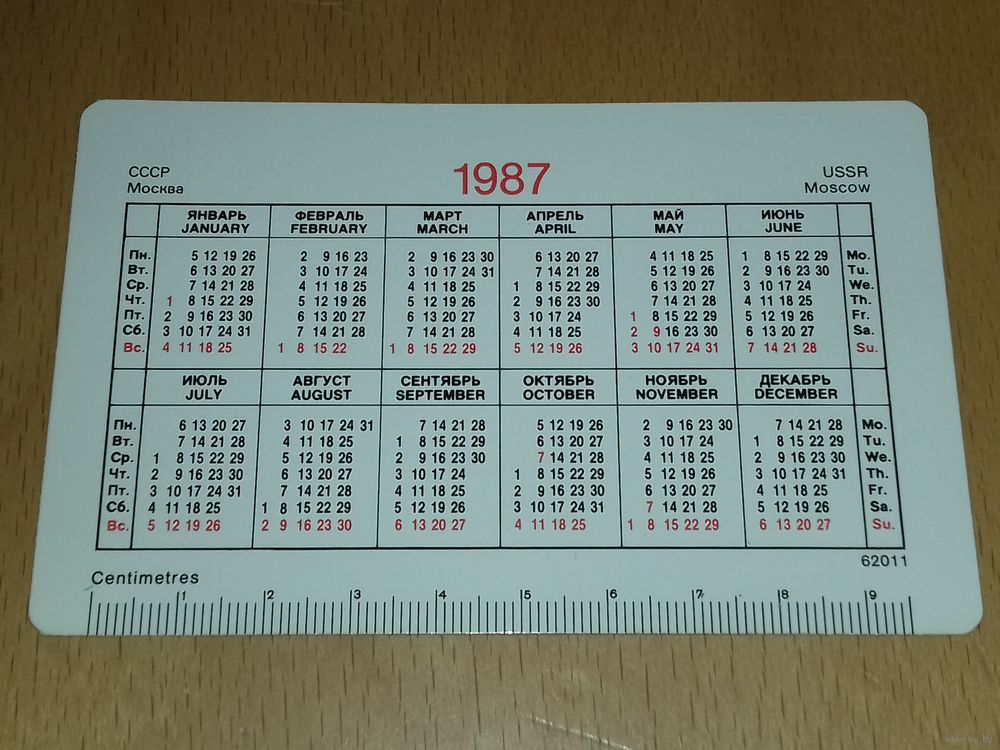 СССР 1987 USSR
Москва Moscow
ЯНВАРЬ ФЕВРАЛЬ МАРТ АПРЕЛЬ МАЙ ИЮНЬ
JANUARY FEBRUARY MARCH APRIL MAY JUNE
Пн. 5 12 19 26 2 9 16 23 2 9 16 23 30 6 13 20 27 4 11 18 25 1 8 15 22 29 Mo.
Вт. 6 13 20 27 3 10 17 24 3 10 17 24 31 7 14 21 28 5 12 19 26 2 9 16 23 30 Tu.
Ср. 7 14 21 28 4 11 18 25 4 11 18 25 1 8 15 22 29 6 13 20 27 3 10 17 24 We.
Чт. 1 8 15 22 29 5 12 19 26 5 12 19 26 2 9 16 23 30 7 14 21 28 4 11 18 25 Th.
Пт. 2 9 16 23 30 6 13 20 27 6 13 20 27 3 10 17 24 1 8 15 22 29 5 12 19 26 Fr.
Сб. 3 10 17 24 31 7 14 21 28 7 14 21 28 4 11 18 25 2 9 16 23 30 6 13 20 27 Sa.
Вс. 4 11 18 25 1 8 15 22 1 8 15 22 29 5 12 19 26 3 10 17 24 31 7 14 21 28 Su.
ИЮЛЬ АВГУСТ СЕНТЯБРЬ ОКТЯБРЬ НОЯБРЬ ДЕКАБРЬ
JULY AUGUST SEPTEMBER OCTOBER NOVEMBER DECEMBER
Пн. 6 13 20 27 3 10 17 24 31 7 14 21 28 5 12 19 26 2 9 16 23 30 7 14 21 28 Mo.
Вт. 7 14 21 28 4 11 18 25 1 8 15 22 29 6 13 20 27 3 10 17 24 1 8 15 22 29 Tu.
Ср. 1 8 15 22 29 5 12 19 26 2 9 16 23 30 7 14 21 28 4 11 18 25 2 9 16 23 30 We.
Чт. 2 9 16 23 30 6 13 20 27 3 10 17 24 1 8 15 22 29 5 12 19 26 3 10 17 24 31 Th.
Пт. 3 10 17 24 31 7 14 21 28 4 11 18 25 2 9 16 23 30 6 13 20 27 4 11 18 25 Fr.
Сб. 4 11 18 25 1 8 15 22 29 5 12 19 26 3 10 17 24 31 7 14 21 28 5 12 19 26 Sa.
Вс. 5 12 19 26 2 9 16 23 30 6 13 20 27 4 11 18 25 1 8 15 22 29 6 13 20 27 Su.
62011
Centimetres
1 2 3 4 5 6 7 8 9
www.ay.by